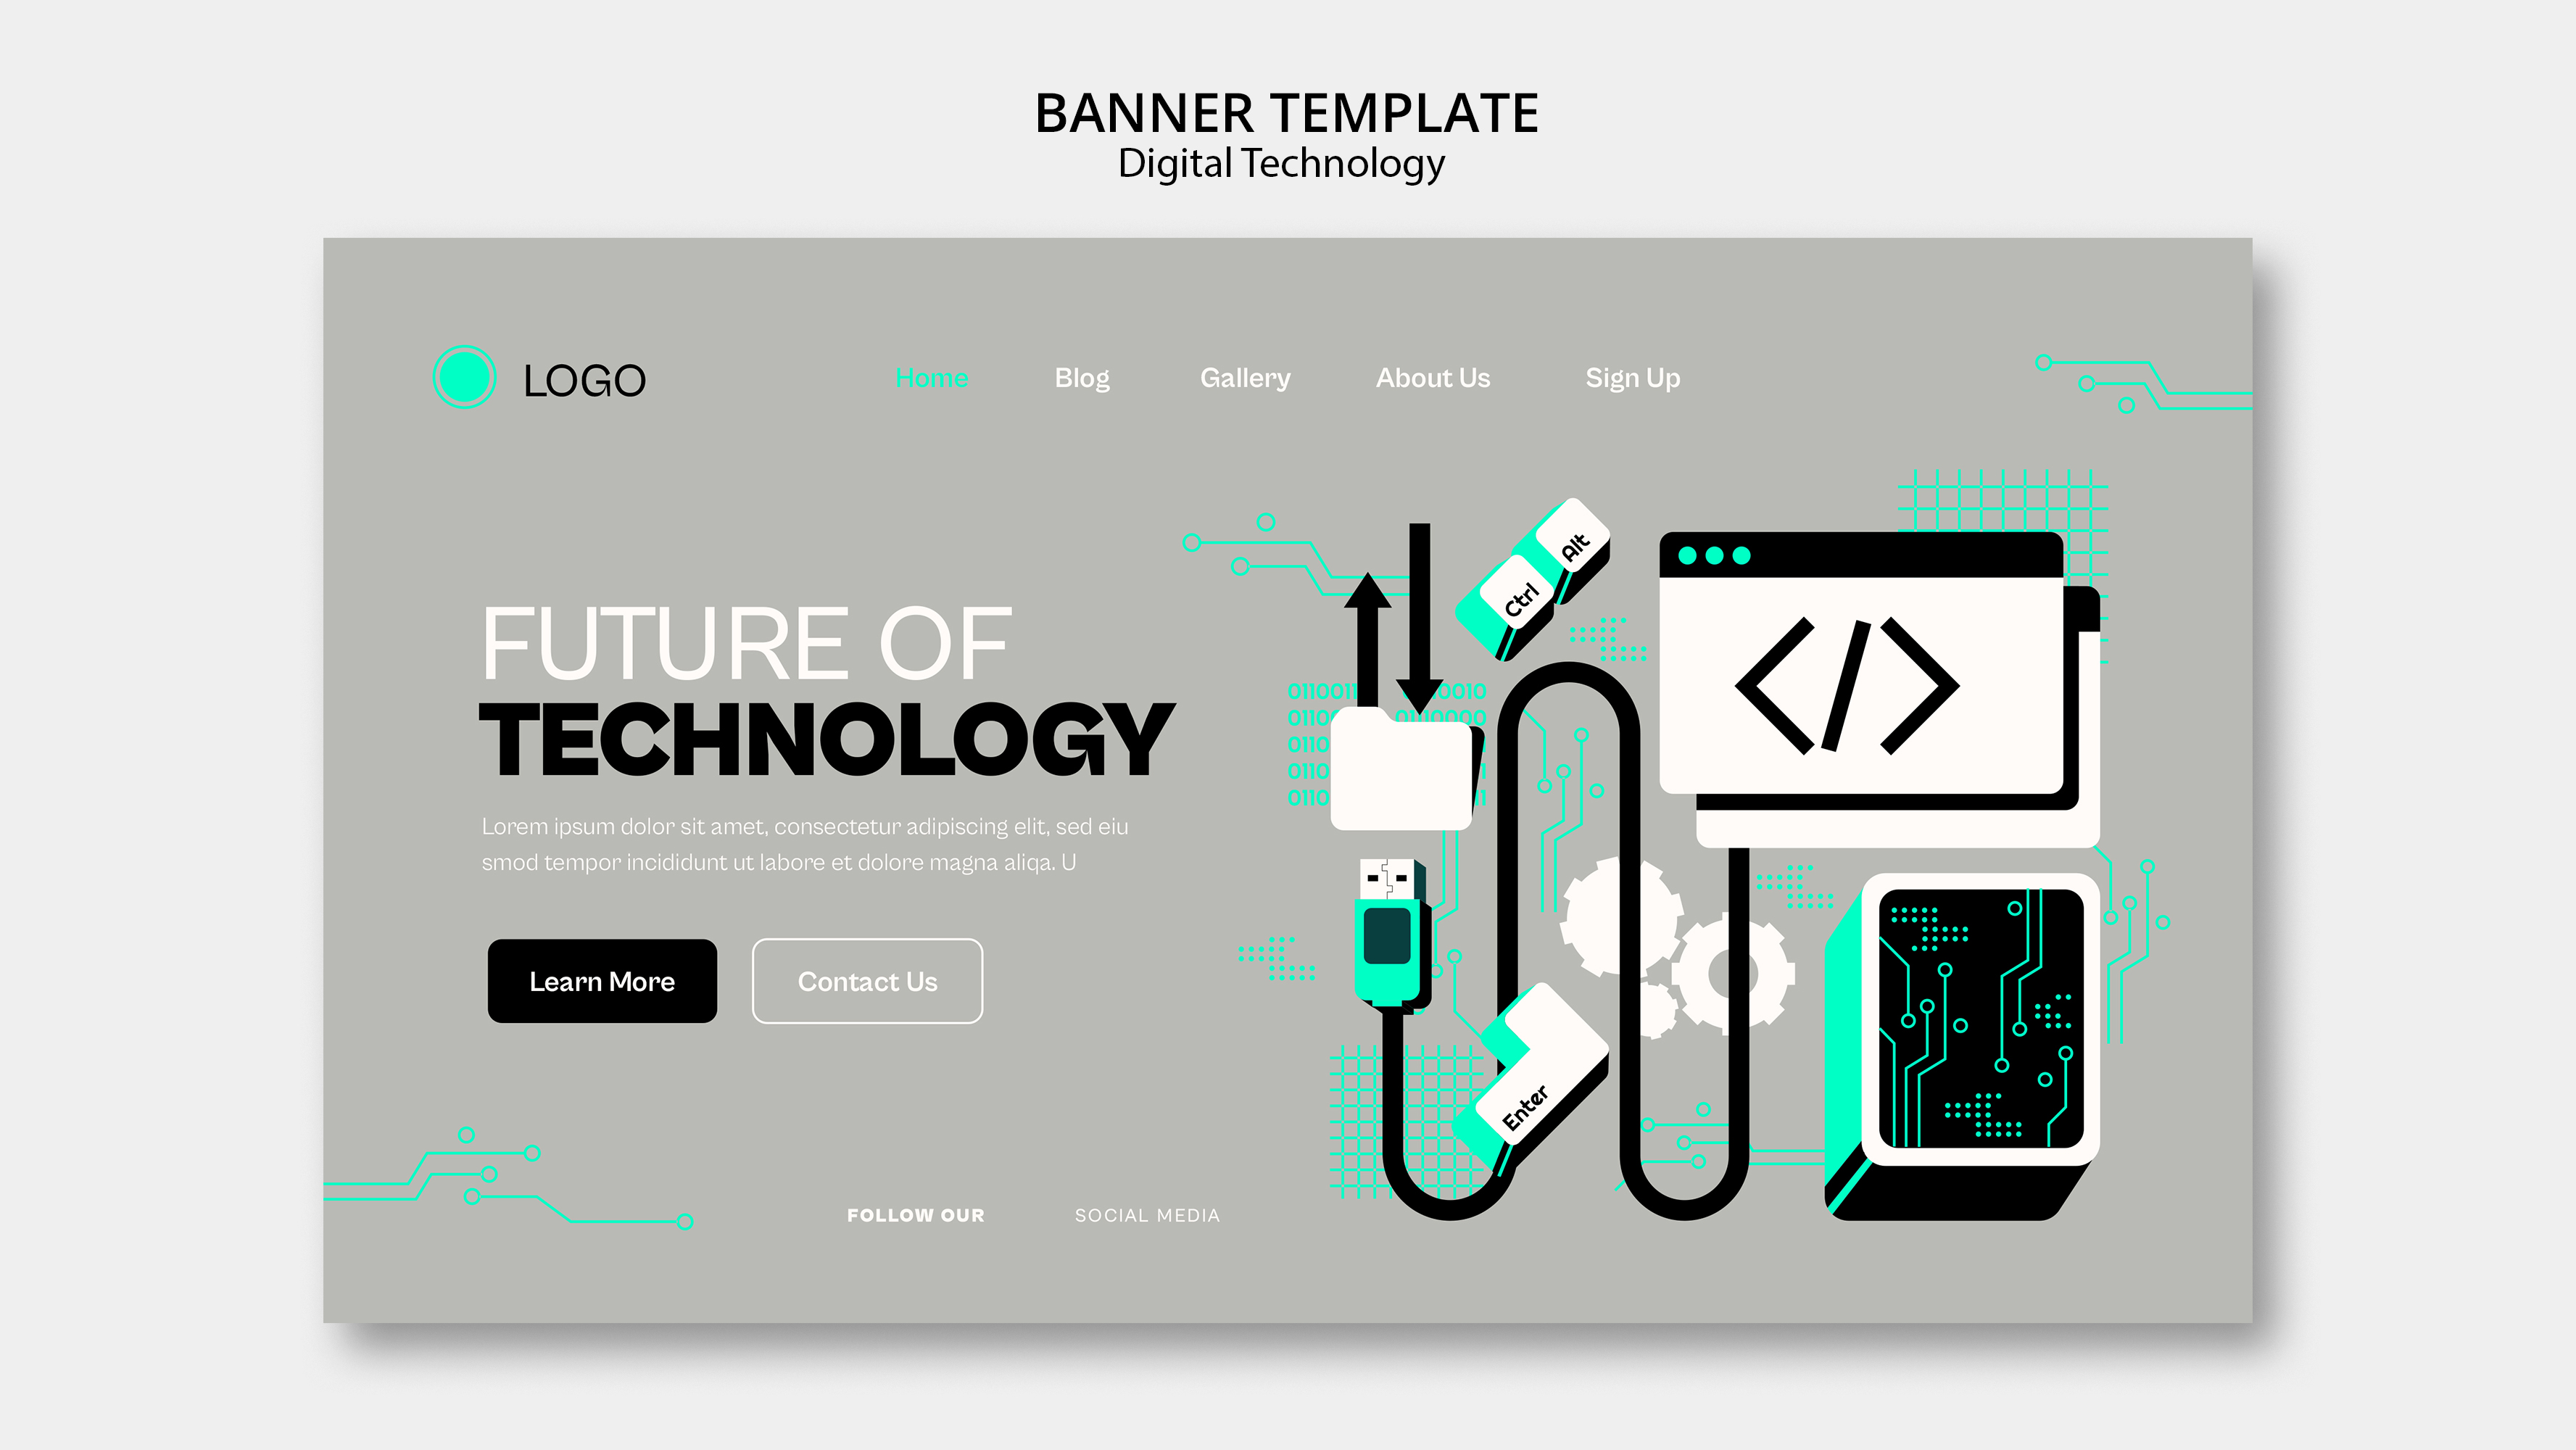 BANNER TEMPLATE
Digital Technology
LOGO
Home Blog Gallery About Us Sign Up
FUTURE OF
TECHNOLOGY
Lorem ipsum dolor sit amet, consectetur adipiscing elit, sed eiu
smod tempor incididunt ut labore et dolore magna aliqa. U
Learn More Contact Us
FOLLOW OUR SOCIAL MEDIA
Alt
Ctrl
</>
Enter